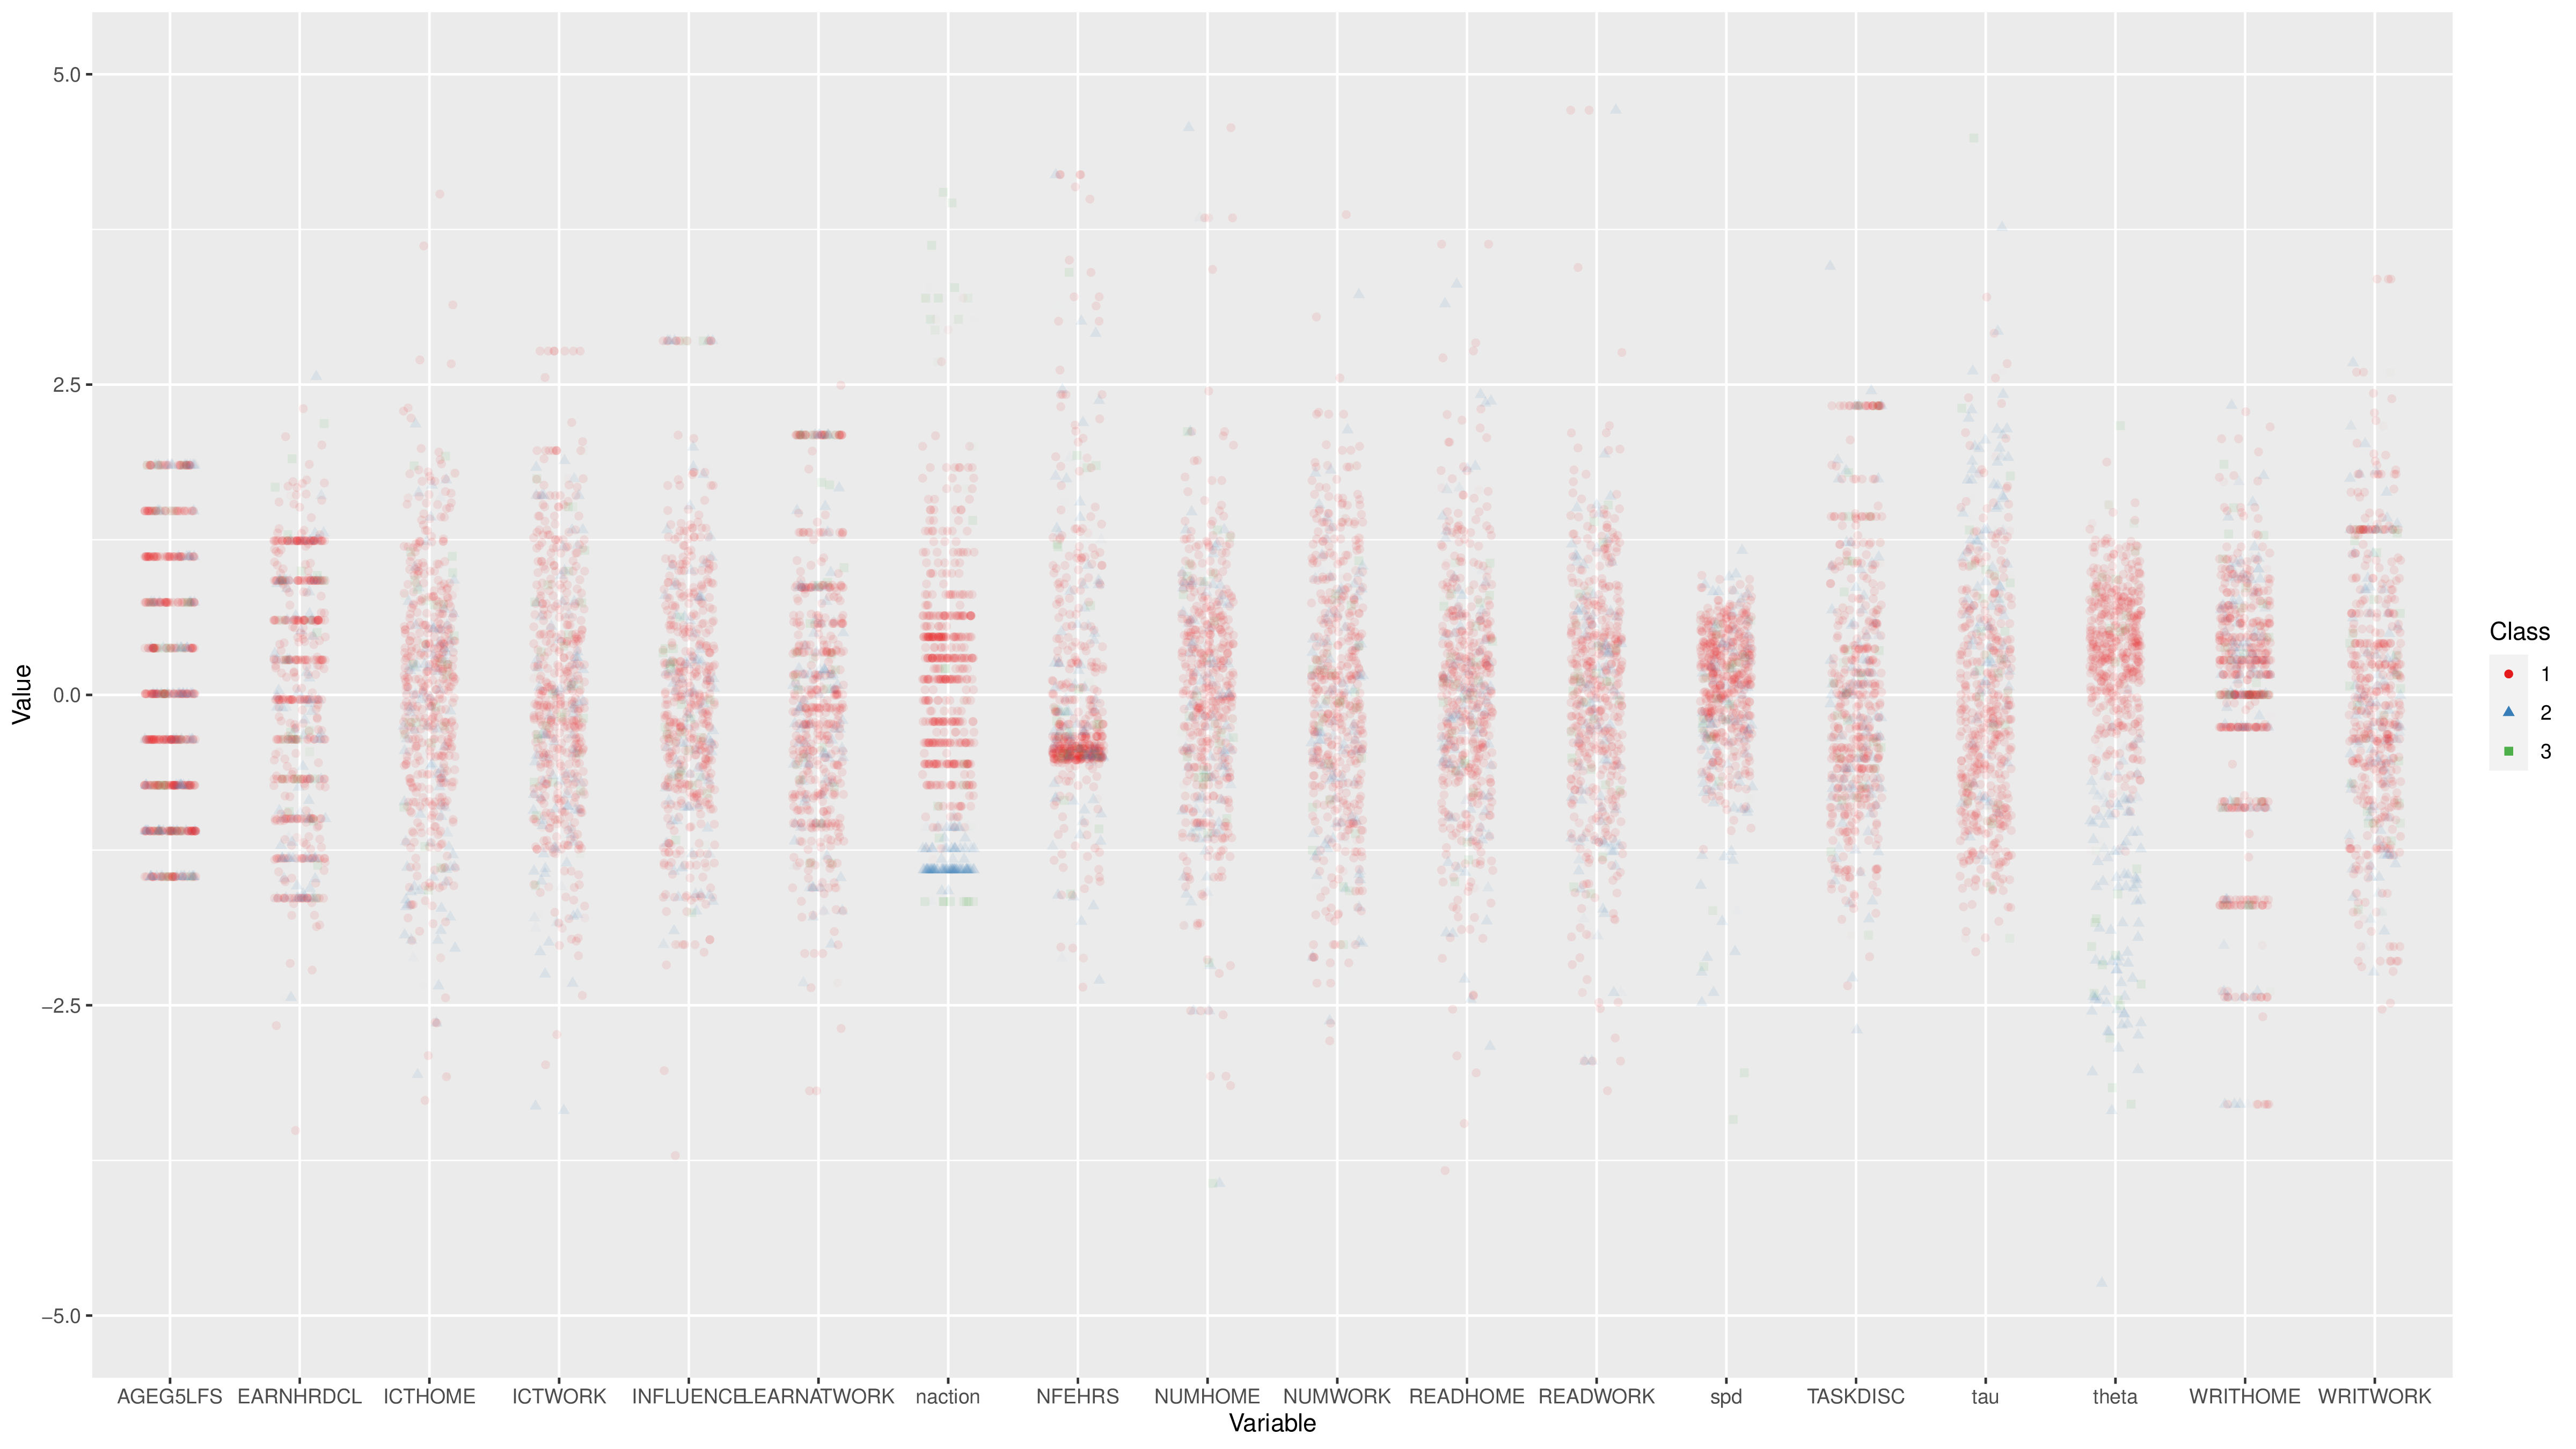 5.0
2.5
0.0
−2.5
−5.0
Value
AGEG5LFS EARNHRDCL ICTHOME ICTWORK INFLUENCE LEARNATWORK naction NFEHRS NUMHOME NUMWORK READHOME READWORK spd TASKDISC tau theta WRITHOME WRITWORK
Variable
Class
1
2
3